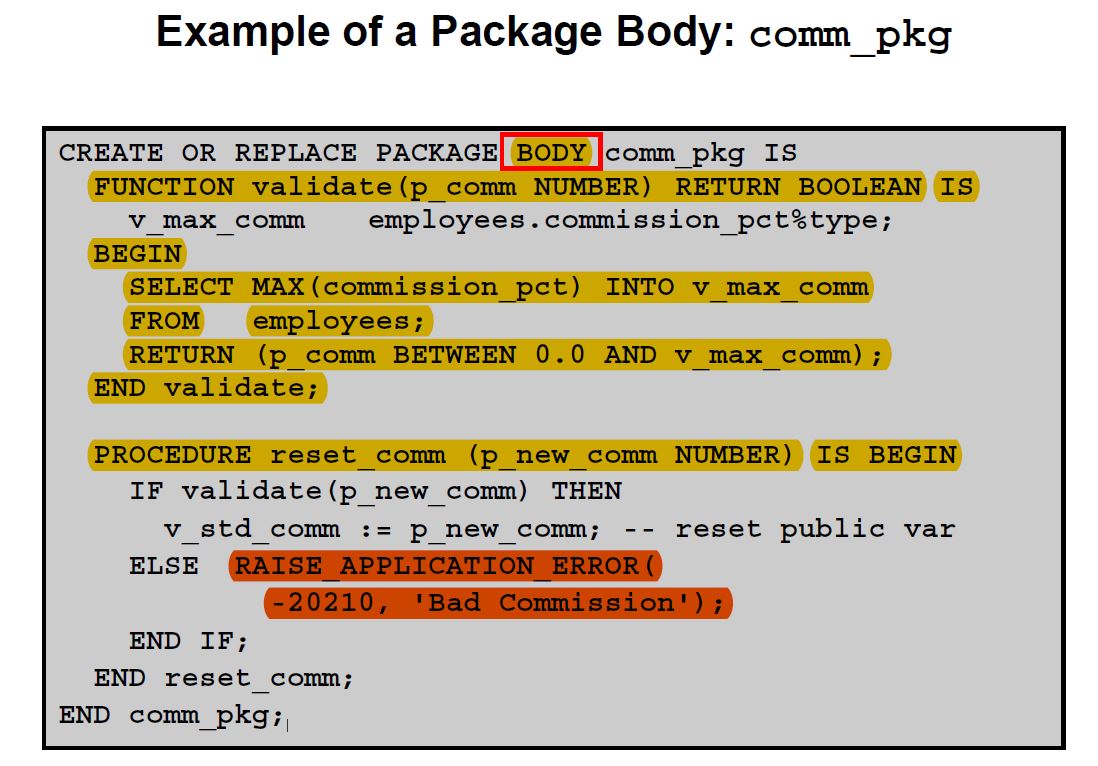 Example of a Package Body: comm_pkg
CREATE OR REPLACE PACKAGE BODY comm_pkg IS
FUNCTION validate(p_comm NUMBER) RETURN BOOLEAN IS
v_max_comm employees.commission_pct%type;
BEGIN
SELECT MAX(commission_pct) INTO v_max_comm
FROM employees;
RETURN (p_comm BETWEEN 0.0 AND v_max_comm);
END validate;
PROCEDURE reset_comm (p_new_comm NUMBER) IS BEGIN
IF validate(p_new_comm) THEN
v_std_comm := p_new_comm; -- reset public var
ELSE RAISE_APPLICATION_ERROR(
-20210, 'Bad Commission');
END IF;
END reset_comm;
END comm_pkg;